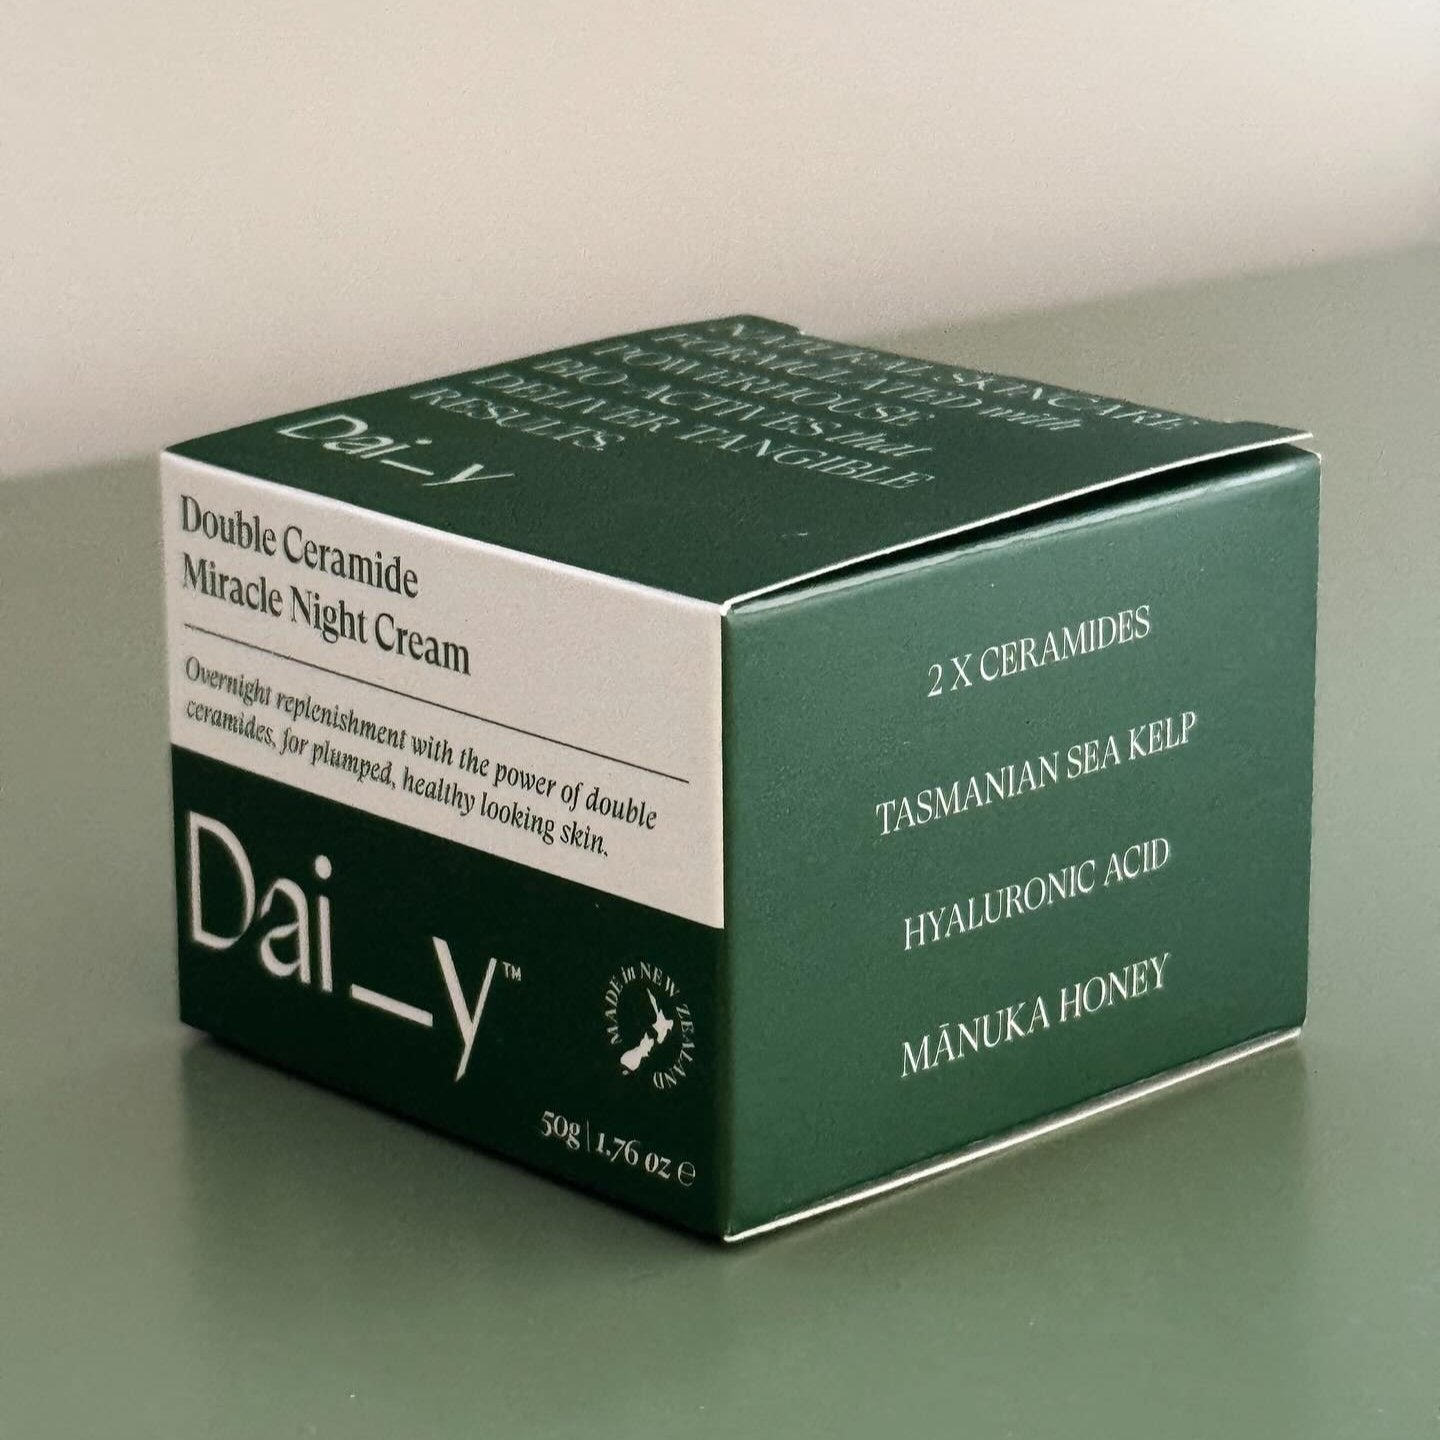 NATURAL SKINCARE
FORMULATED with
POWERHOUSE
BIO-ACTIVES that
DELIVER TANGIBLE
RESULTS.
Dai_y
Double Ceramide
Miracle Night Cream
Overnight replenishment with the power of double
ceramides, for plumped, healthy looking skin.
Dai_y™
MADE in NEW ZEALAND
50g | 1.76 oz ℮
2 X CERAMIDES
TASMANIAN SEA KELP
HYALURONIC ACID
MĀNUKA HONEY